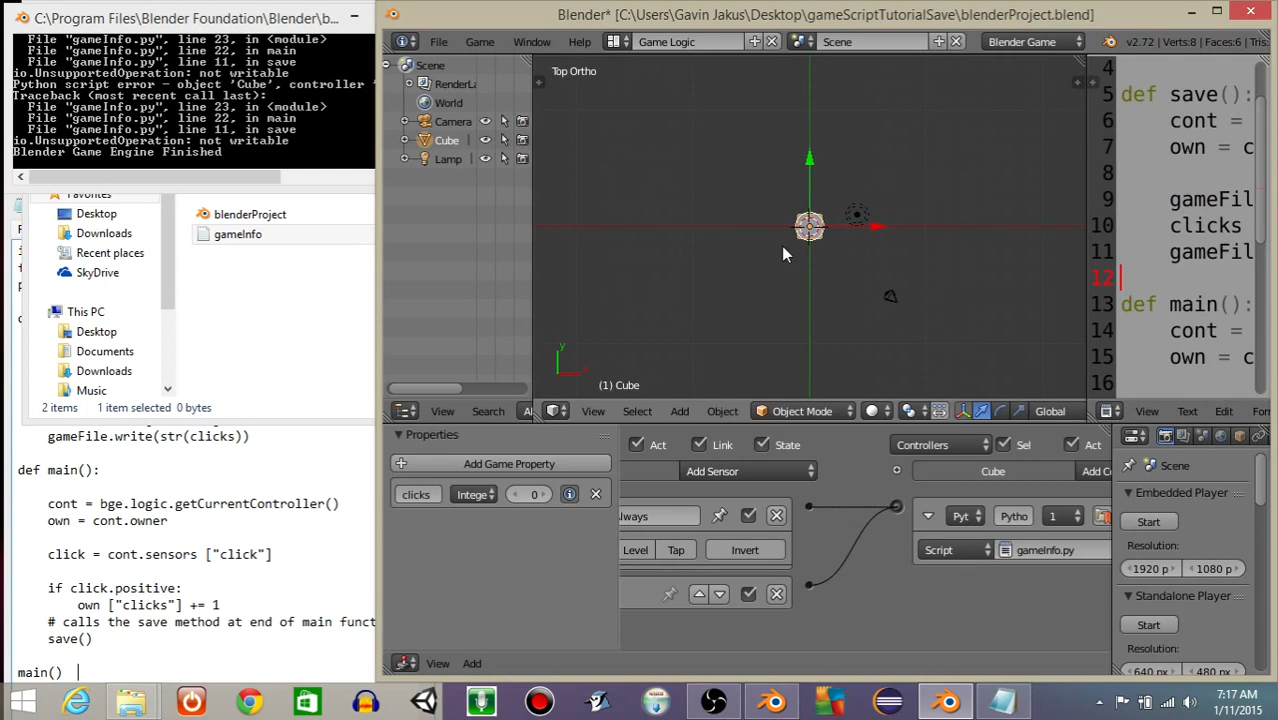 C:\Program Files\Blender Foundation\Blender\b...
File "gameInfo.py", line 23, in <module>
File "gameInfo.py", line 22, in main
File "gameInfo.py", line 11, in save
io.UnsupportedOperation: not writable
Python script error - object 'Cube', controller
Traceback (most recent call last):
File "gameInfo.py", line 23, in <module>
File "gameInfo.py", line 22, in main
File "gameInfo.py", line 11, in save
io.UnsupportedOperation: not writable
Blender Game Engine Finished
Favorites
Desktop
Downloads
Recent places
SkyDrive
This PC
Desktop
Documents
Downloads
Music
blenderProject
gameInfo
2 items 1 item selected 0 bytes
gameFile.write(str(clicks))
def main():
cont = bge.logic.getCurrentController()
own = cont.owner
click = cont.sensors ["click"]
if click.positive:
own ["clicks"] += 1
# calls the save method at end of main funct
save()
main()
Blender* [C:\Users\Gavin Jakus\Desktop\gameScriptTutorialSave\blenderProject.blend]
File Game Window Help Game Logic Scene Blender Game v2.72 | Verts:8 | Faces:6 | Tris:
Scene
RenderLa
World
Camera
Cube
Lamp
View Search Al
Top Ortho
y
(1) Cube
View Select Add Object Object Mode Global
4
5 def save():
6 cont =
7 own = c
8
9 gameFil
10 clicks
11 gameFil
12
13 def main():
14 cont =
15 own = c
16
View Text Edit Form
Properties
Add Game Property
clicks Intege 0
Act Link State
Add Sensor
Always
Level Tap Invert
Controllers Sel Act
Cube Add Co
Pyt Pytho 1
Script gameInfo.py
View Add
Scene
Embedded Player
Start
Resolution:
1920 p 1080 p
Standalone Player
Start
Resolution:
640 px 480 px
7:17 AM
1/11/2015